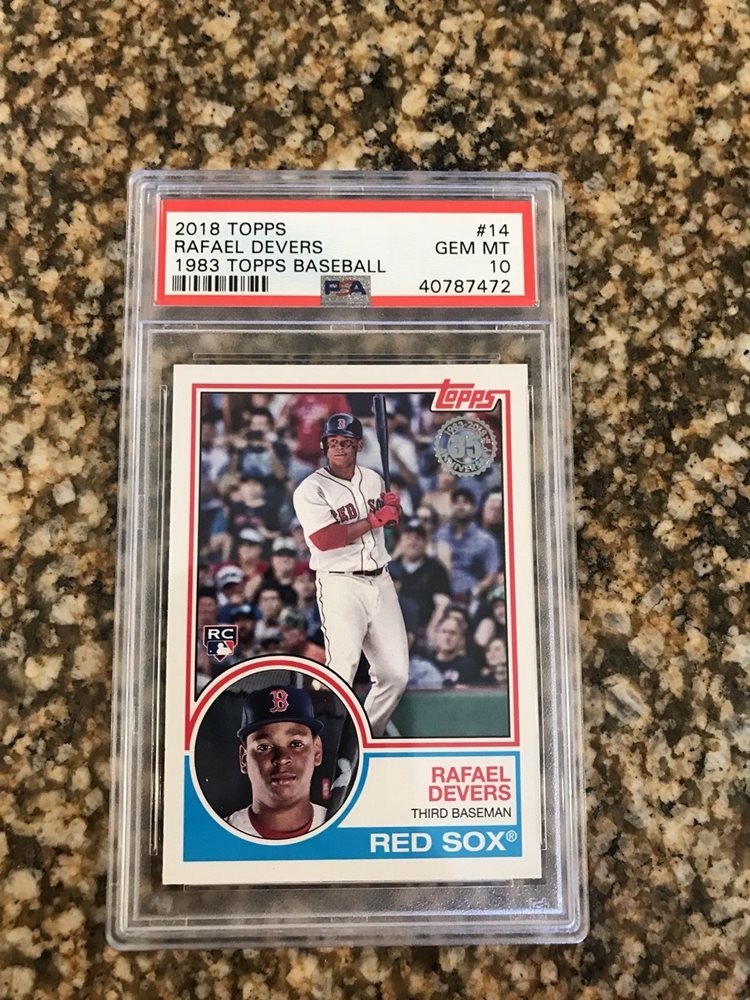 2018 TOPPS #14
RAFAEL DEVERS GEM MT
1983 TOPPS BASEBALL 10
PSA 40787472
topps
35th
RED SOX
B
RC
B
RAFAEL
DEVERS
THIRD BASEMAN
RED SOX®